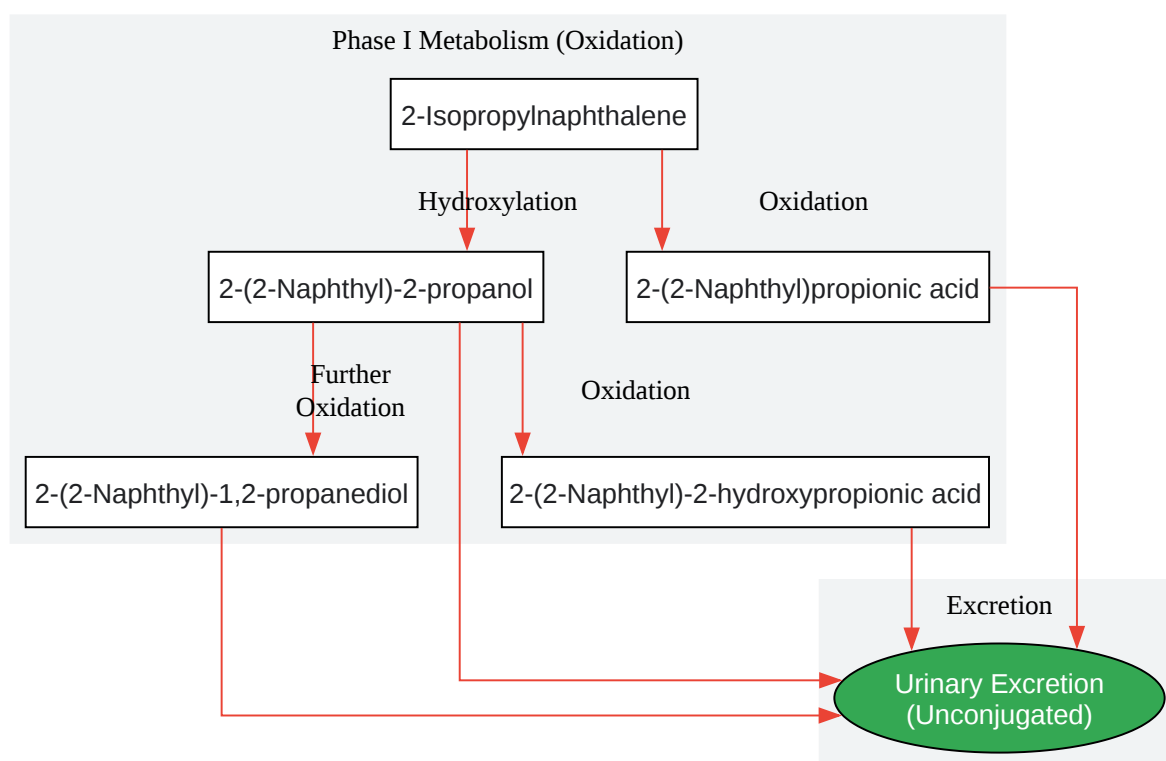 Phase I Metabolism (Oxidation)
2-Isopropylnaphthalene
Hydroxylation
Oxidation
2-(2-Naphthyl)-2-propanol
2-(2-Naphthyl)propionic acid
Further
Oxidation
Oxidation
2-(2-Naphthyl)-1,2-propanediol
2-(2-Naphthyl)-2-hydroxypropionic acid
Excretion
Urinary Excretion
(Unconjugated)